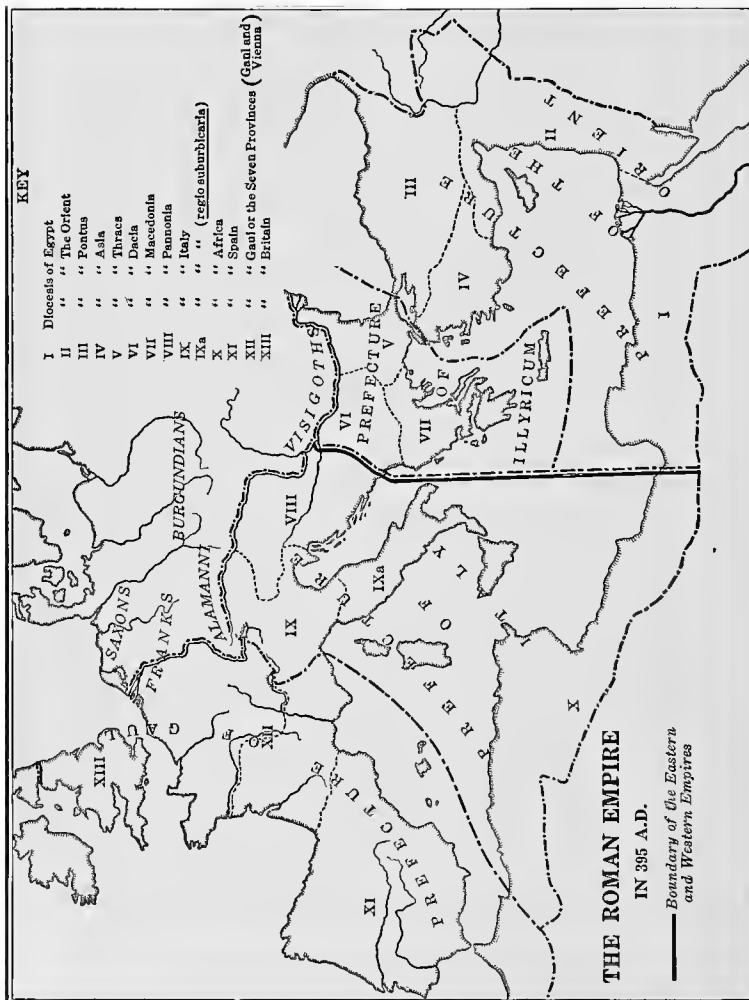 KEY
I Diocesis of Egypt
II " " The Orient
III " " Pontus
IV " " Asia
V " " Thrace
VI " " Dacia
VII " " Macedonia
VIII " " Pannonia
IX " " Italy
IXa " " " (regio suburbicaria)
X " " Africa
XI " " Spain
XII " " Gaul or the Seven Provinces (Gaul and Vienna)
XIII " " Britain
SAXONS
FRANKS
BURGUNDIANS
ALAMANNI
VISIGOTHS
XIII
PREFECTURE OF GAUL
XII
XI
VIII
IX
IXa
PREFECTURE OF ITALY
X
VI
V
PREFECTURE OF ILLYRICUM
VII
III
IV
II
PREFECTURE OF THE ORIENT
I
THE ROMAN EMPIRE
IN 395 A.D.
Boundary of the Eastern
and Western Empires